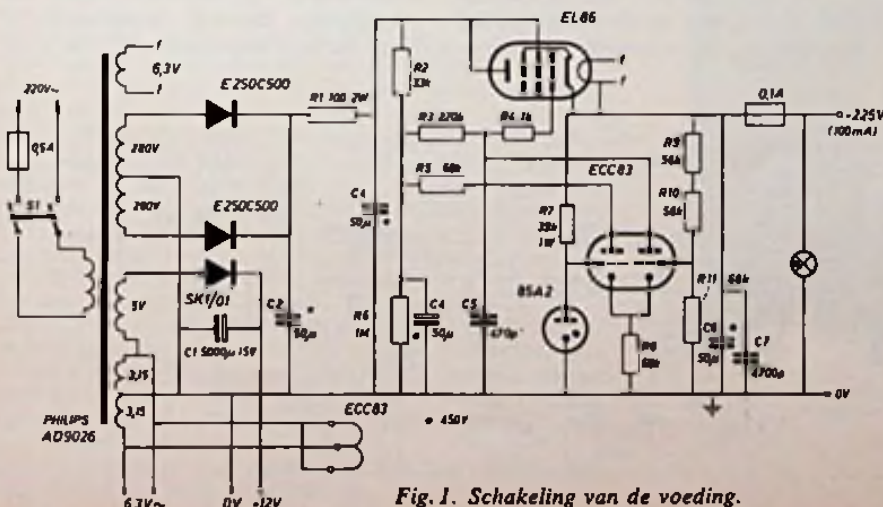 EL86
f
6,3V
f
220V~
E250C500
R1 100 2W
R2
33k
f
f
0,1A
+225V
(100mA)
0,5A
280V
R3 220k
R4 1k
R9
56k
R5 68k
ECC83
S1
280V
E250C500
C4
50µ
R7
39k
1W
R10
56k
SK1/01
5V
C2
50µ
R6
1M
C4
50µ
C5
470p
85A2
R11
68k
C1 5000µ 15V
R8
68k
C6
50µ
C7
4700p
3,15
3,15
0V
PHILIPS
AD9026
ECC83
• 450V
6,3V~
0V
+12V
Fig. 1. Schakeling van de voeding.